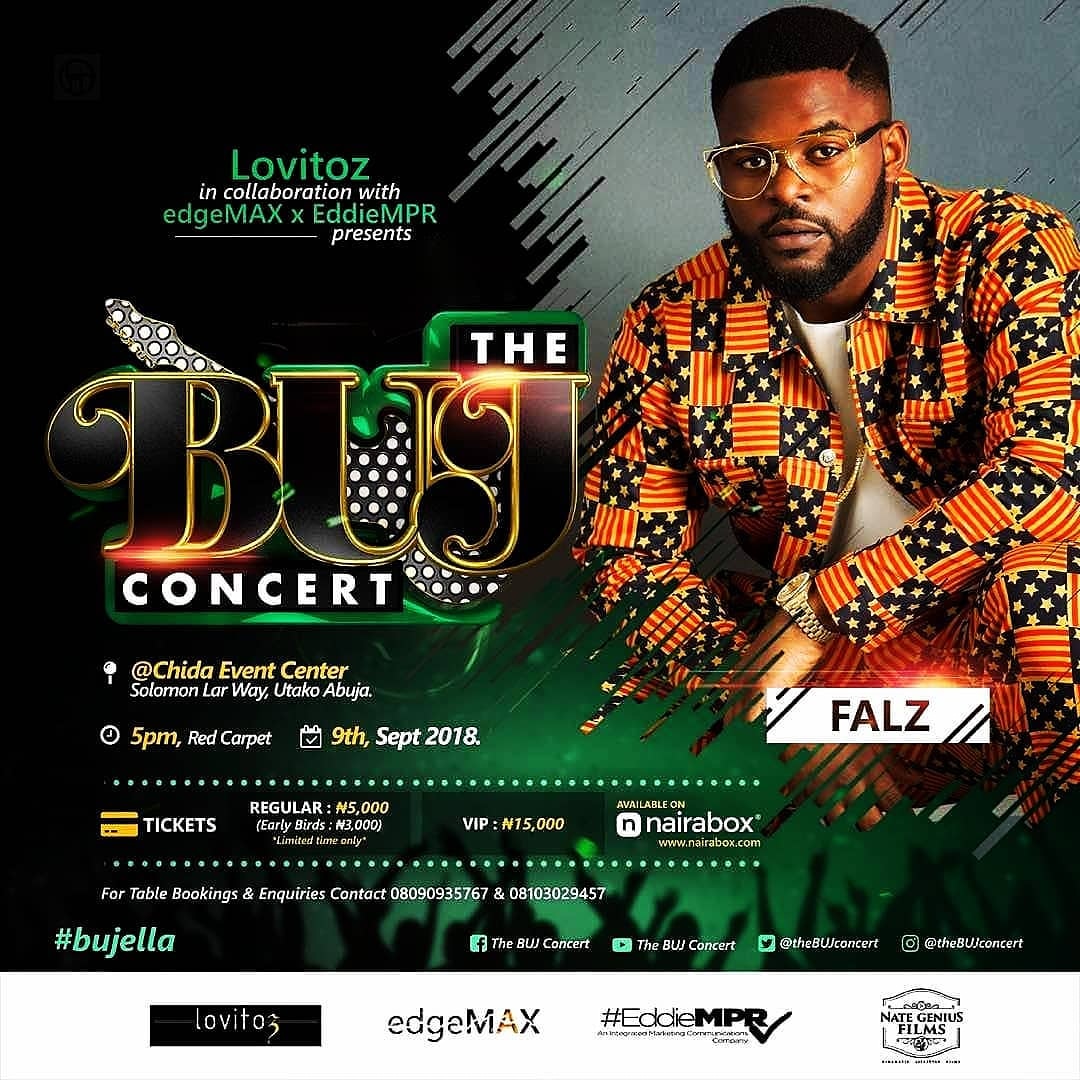 Lovitoz
in collaboration with
edgeMAX x EddieMPR
presents
THE
BUJ
CONCERT
@Chida Event Center
Solomon Lar Way, Utako Abuja.
5pm, Red Carpet 9th, Sept 2018.
FALZ
TICKETS
REGULAR : ₦5,000
(Early Birds : ₦3,000)
*Limited time only*
VIP : ₦15,000
AVAILABLE ON
nairabox®
www.nairabox.com
For Table Bookings & Enquiries Contact 08090935767 & 08103029457
#bujella
The BUJ Concert The BUJ Concert @theBUJconcert @theBUJconcert
lovitoz
edgeMAX
#EddieMPR
An Integrated Marketing Communications
Company
NATE GENIUS
FILMS